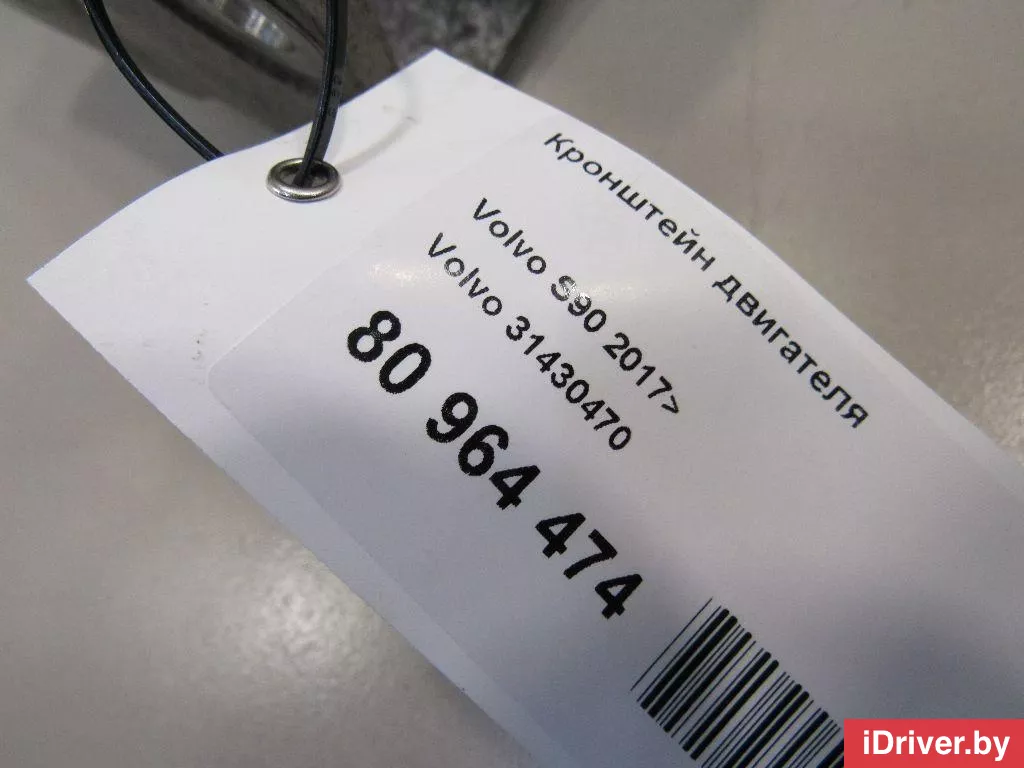 Кронштейн двигателя
Volvo S90 2017>
Volvo 31430470
80 964 474
iDriver.by